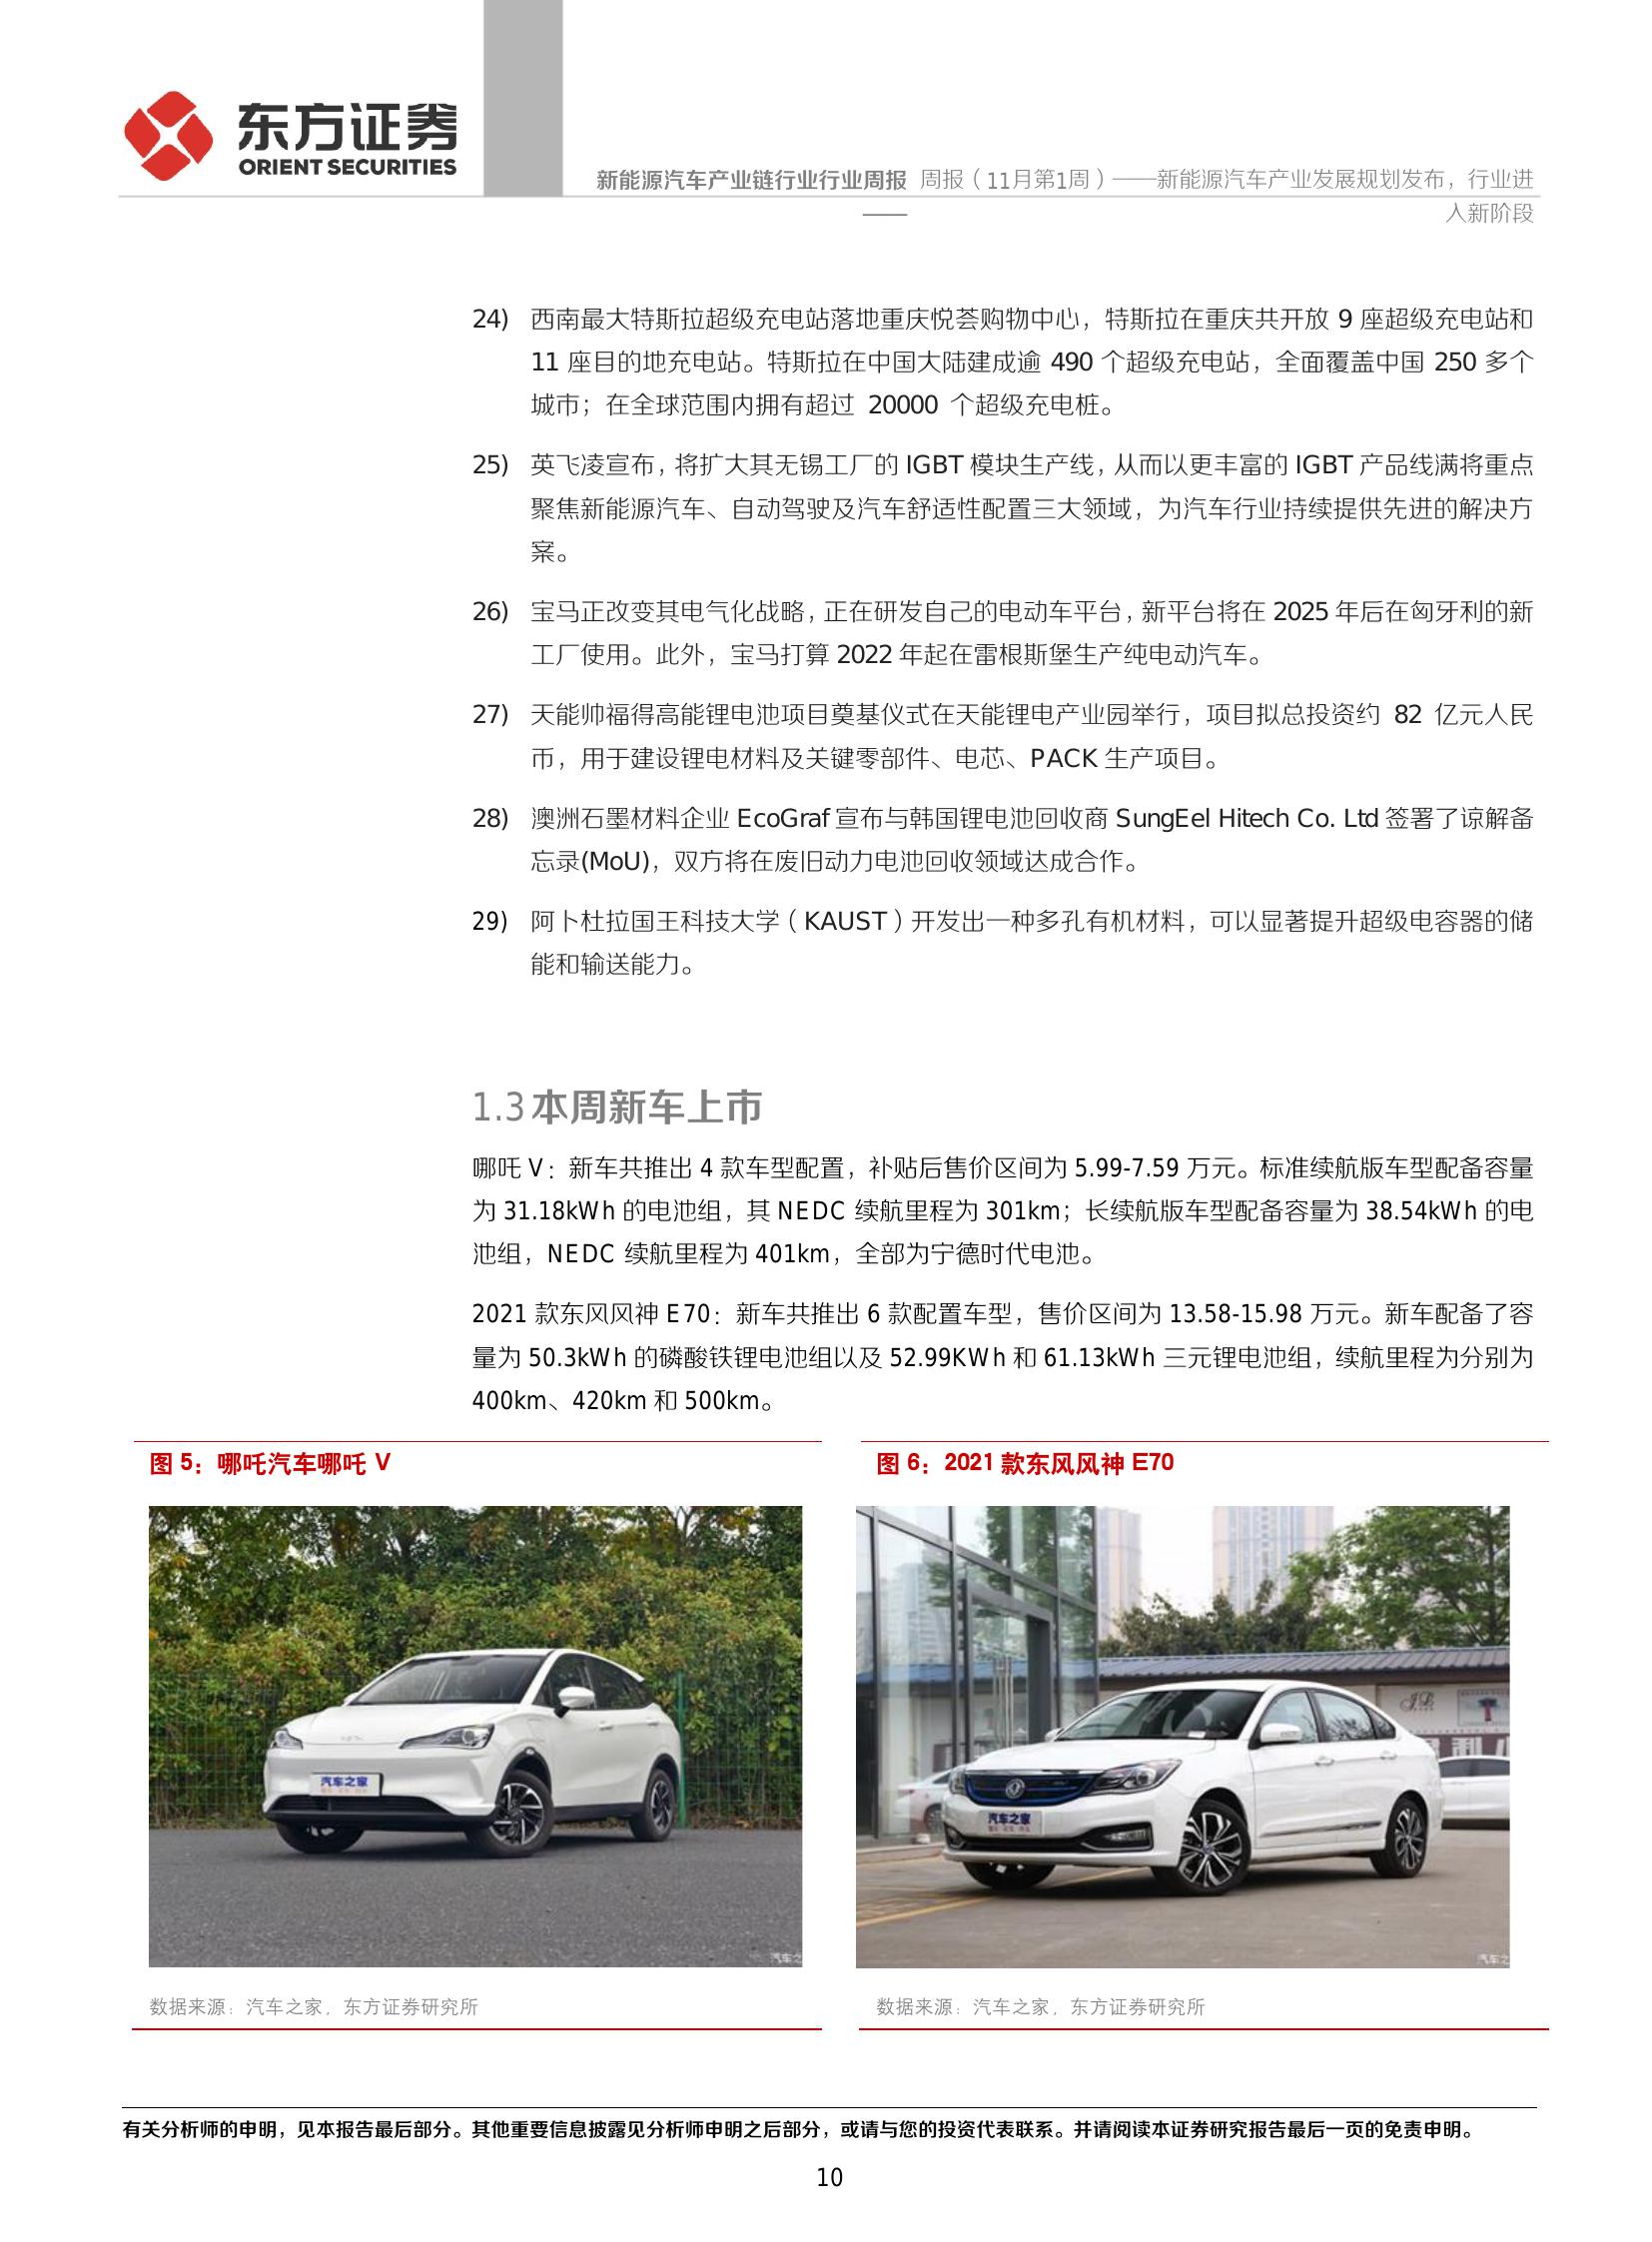 东方证券
ORIENT SECURITIES
新能源汽车产业链行业行业周报 周报（11月第1周）——新能源汽车产业发展规划发布，行业进
——
入新阶段
24) 西南最大特斯拉超级充电站落地重庆悦荟购物中心，特斯拉在重庆共开放 9 座超级充电站和
11 座目的地充电站。特斯拉在中国大陆建成逾 490 个超级充电站，全面覆盖中国 250 多个
城市；在全球范围内拥有超过 20000 个超级充电桩。
25) 英飞凌宣布，将扩大其无锡工厂的 IGBT 模块生产线，从而以更丰富的 IGBT 产品线满将重点
聚焦新能源汽车、自动驾驶及汽车舒适性配置三大领域，为汽车行业持续提供先进的解决方
案。
26) 宝马正改变其电气化战略，正在研发自己的电动车平台，新平台将在 2025 年后在匈牙利的新
工厂使用。此外，宝马打算 2022 年起在雷根斯堡生产纯电动汽车。
27) 天能帅福得高能锂电池项目奠基仪式在天能锂电产业园举行，项目拟总投资约 82 亿元人民
币，用于建设锂电材料及关键零部件、电芯、PACK 生产项目。
28) 澳洲石墨材料企业 EcoGraf 宣布与韩国锂电池回收商 SungEel Hitech Co. Ltd 签署了谅解备
忘录(MoU)，双方将在废旧动力电池回收领域达成合作。
29) 阿卜杜拉国王科技大学（KAUST）开发出一种多孔有机材料，可以显著提升超级电容器的储
能和输送能力。
1.3 本周新车上市
哪吒 V：新车共推出 4 款车型配置，补贴后售价区间为 5.99-7.59 万元。标准续航版车型配备容量
为 31.18kWh 的电池组，其 NEDC 续航里程为 301km；长续航版车型配备容量为 38.54kWh 的电
池组，NEDC 续航里程为 401km，全部为宁德时代电池。
2021 款东风风神 E70：新车共推出 6 款配置车型，售价区间为 13.58-15.98 万元。新车配备了容
量为 50.3kWh 的磷酸铁锂电池组以及 52.99KWh 和 61.13kWh 三元锂电池组，续航里程为分别为
400km、420km 和 500km。
图 5：哪吒汽车哪吒 V
图 6：2021 款东风风神 E70
汽车之家
汽车之家
汽车之
汽车之
数据来源：汽车之家，东方证券研究所
数据来源：汽车之家，东方证券研究所
有关分析师的申明，见本报告最后部分。其他重要信息披露见分析师申明之后部分，或请与您的投资代表联系。并请阅读本证券研究报告最后一页的免责申明。
10